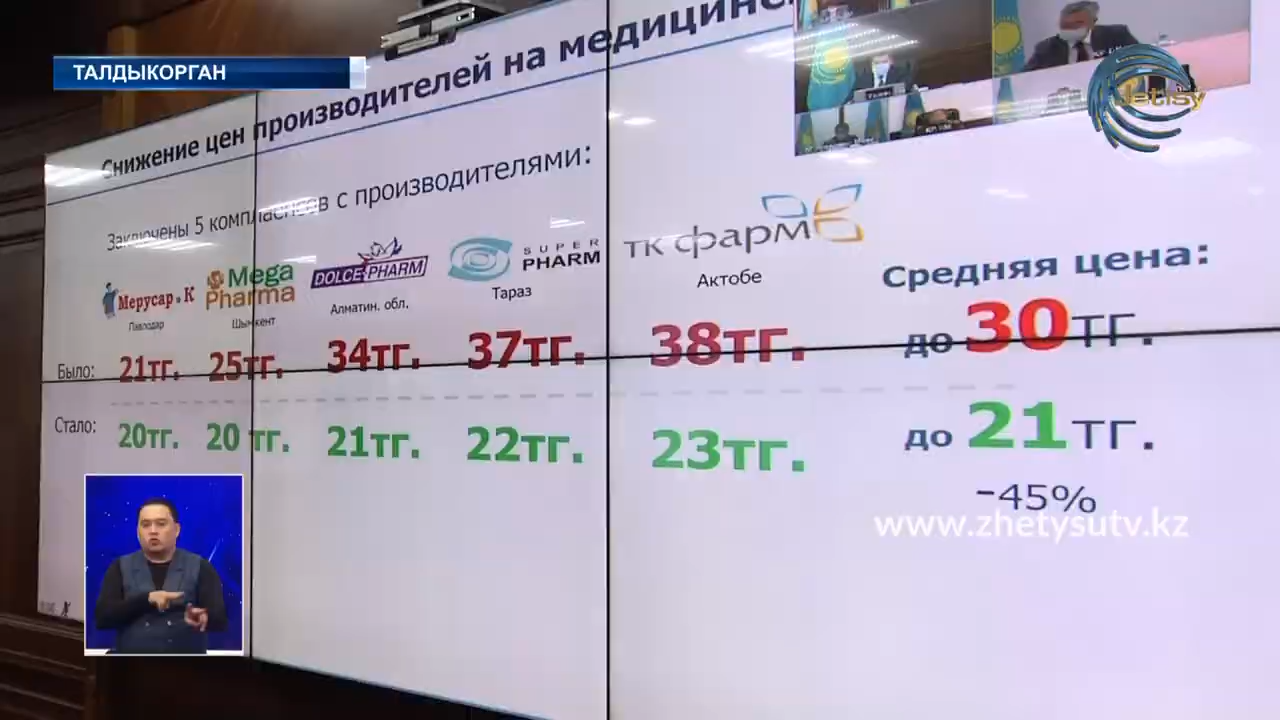 ТАЛДЫКОРГАН
Jetisy
Снижение цен производителей на медицинс
Заключены 5 комплаенсов с производителями:
Мерусар и К
Павлодар
Mega Pharma
Шымкент
DOLCE-PHARM
Алматин. обл.
SUPER PHARM
Тараз
тк фарм
Актобе
Средняя цена:
Было: 21тг. 25тг. 34тг. 37тг. 38тг. до 30тг.
Стало: 20тг. 20 тг. 21тг. 22тг. 23тг. до 21тг.
-45%
www.zhetysutv.kz